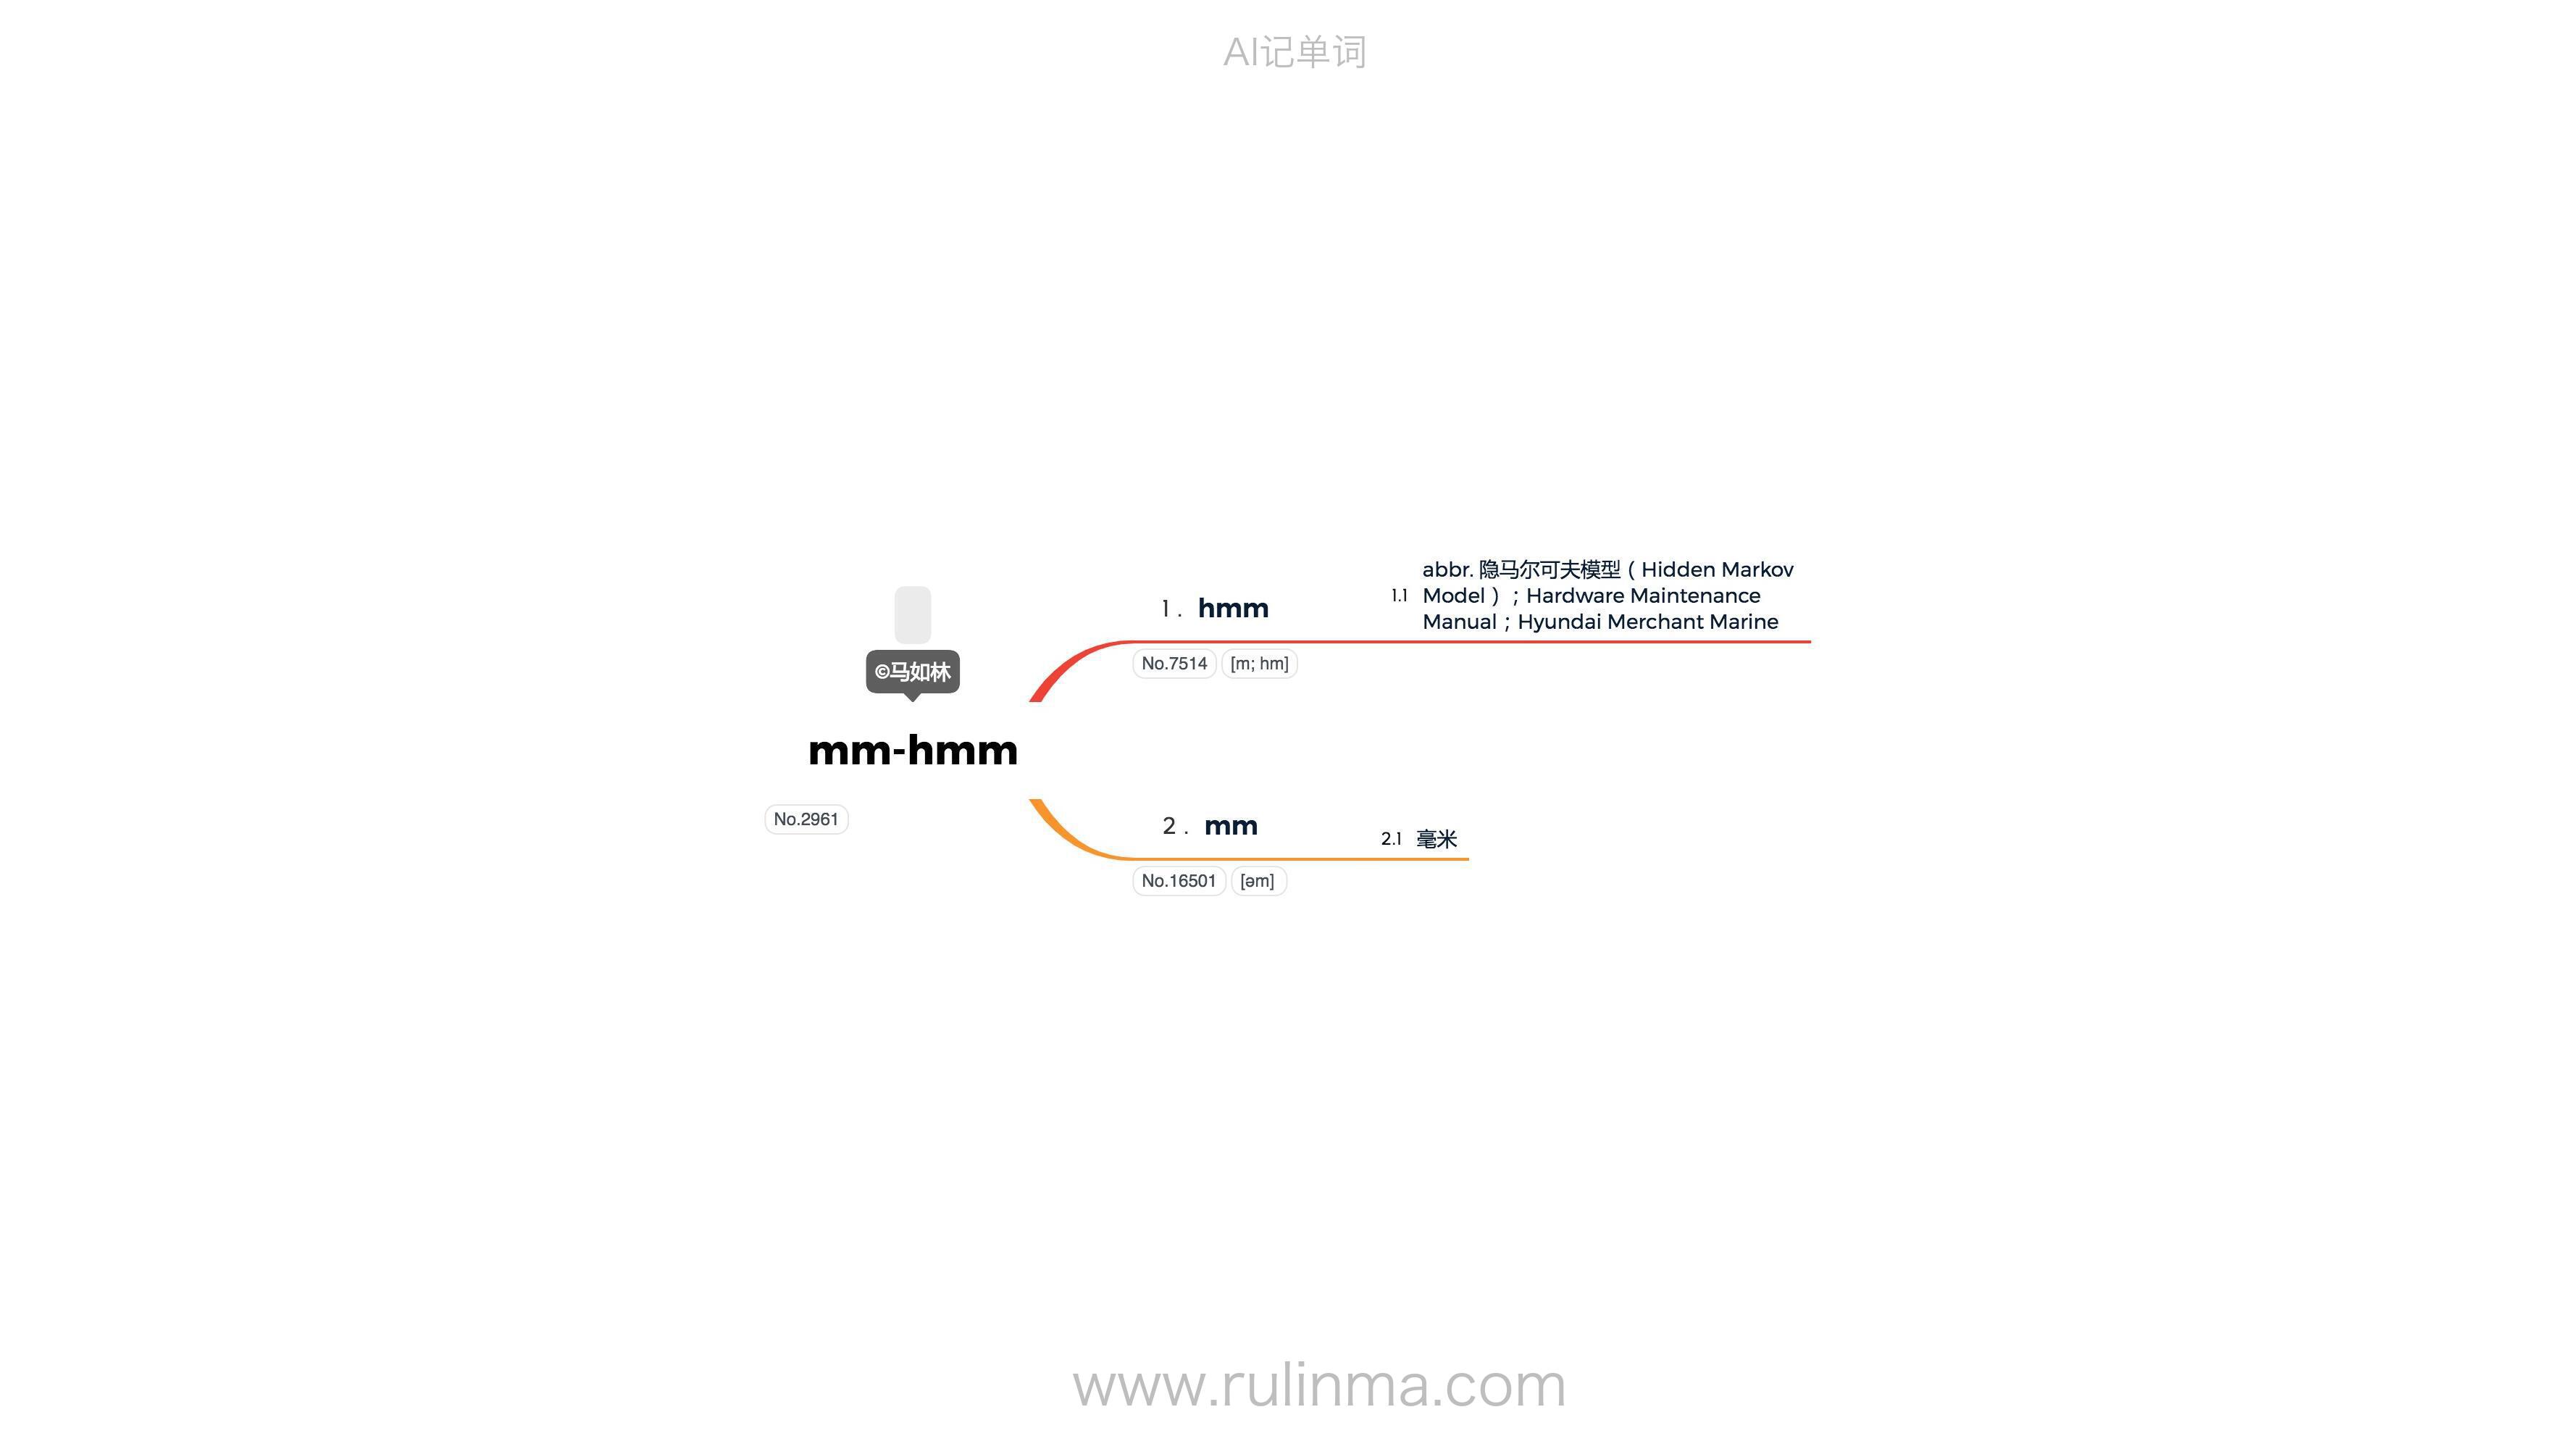 AI记单词
©马如林
mm-hmm
No.2961
1. hmm
No.7514 [m; hm]
1.1 abbr. 隐马尔可夫模型（Hidden Markov
Model）；Hardware Maintenance
Manual；Hyundai Merchant Marine
2. mm
No.16501 [əm]
2.1 毫米
www.rulinma.com